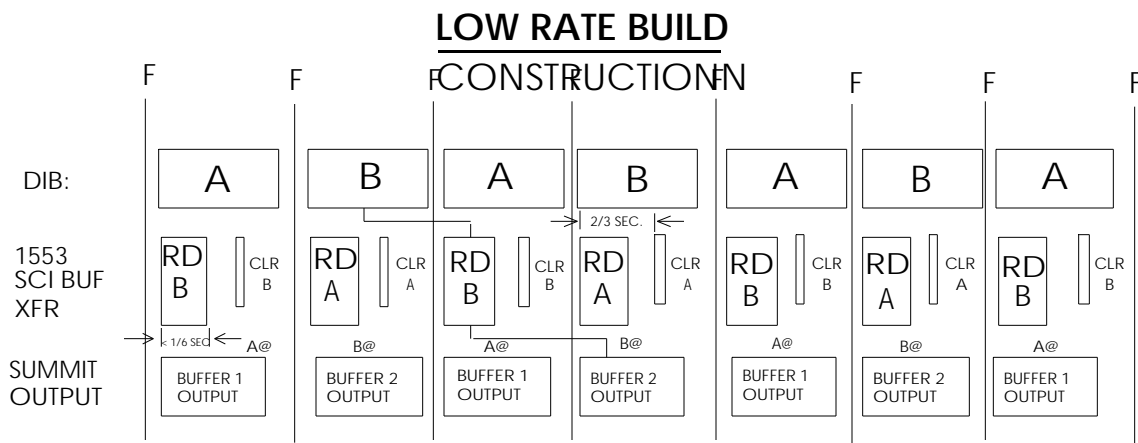 LOW RATE BUILD
CONSTRUCTIONN
F F F F F F F F
DIB: A B A B A B A
2/3 SEC.
1553
SCI BUF
XFR
RD
B
CLR
B
RD
A
CLR
A
RD
B
CLR
B
RD
A
CLR
A
RD
B
CLR
B
RD
A
CLR
A
RD
B
CLR
B
< 1/6 SEC
A@ B@ A@ B@ A@ B@ A@
SUMMIT
OUTPUT
BUFFER 1
OUTPUT
BUFFER 2
OUTPUT
BUFFER 1
OUTPUT
BUFFER 2
OUTPUT
BUFFER 1
OUTPUT
BUFFER 2
OUTPUT
BUFFER 1
OUTPUT